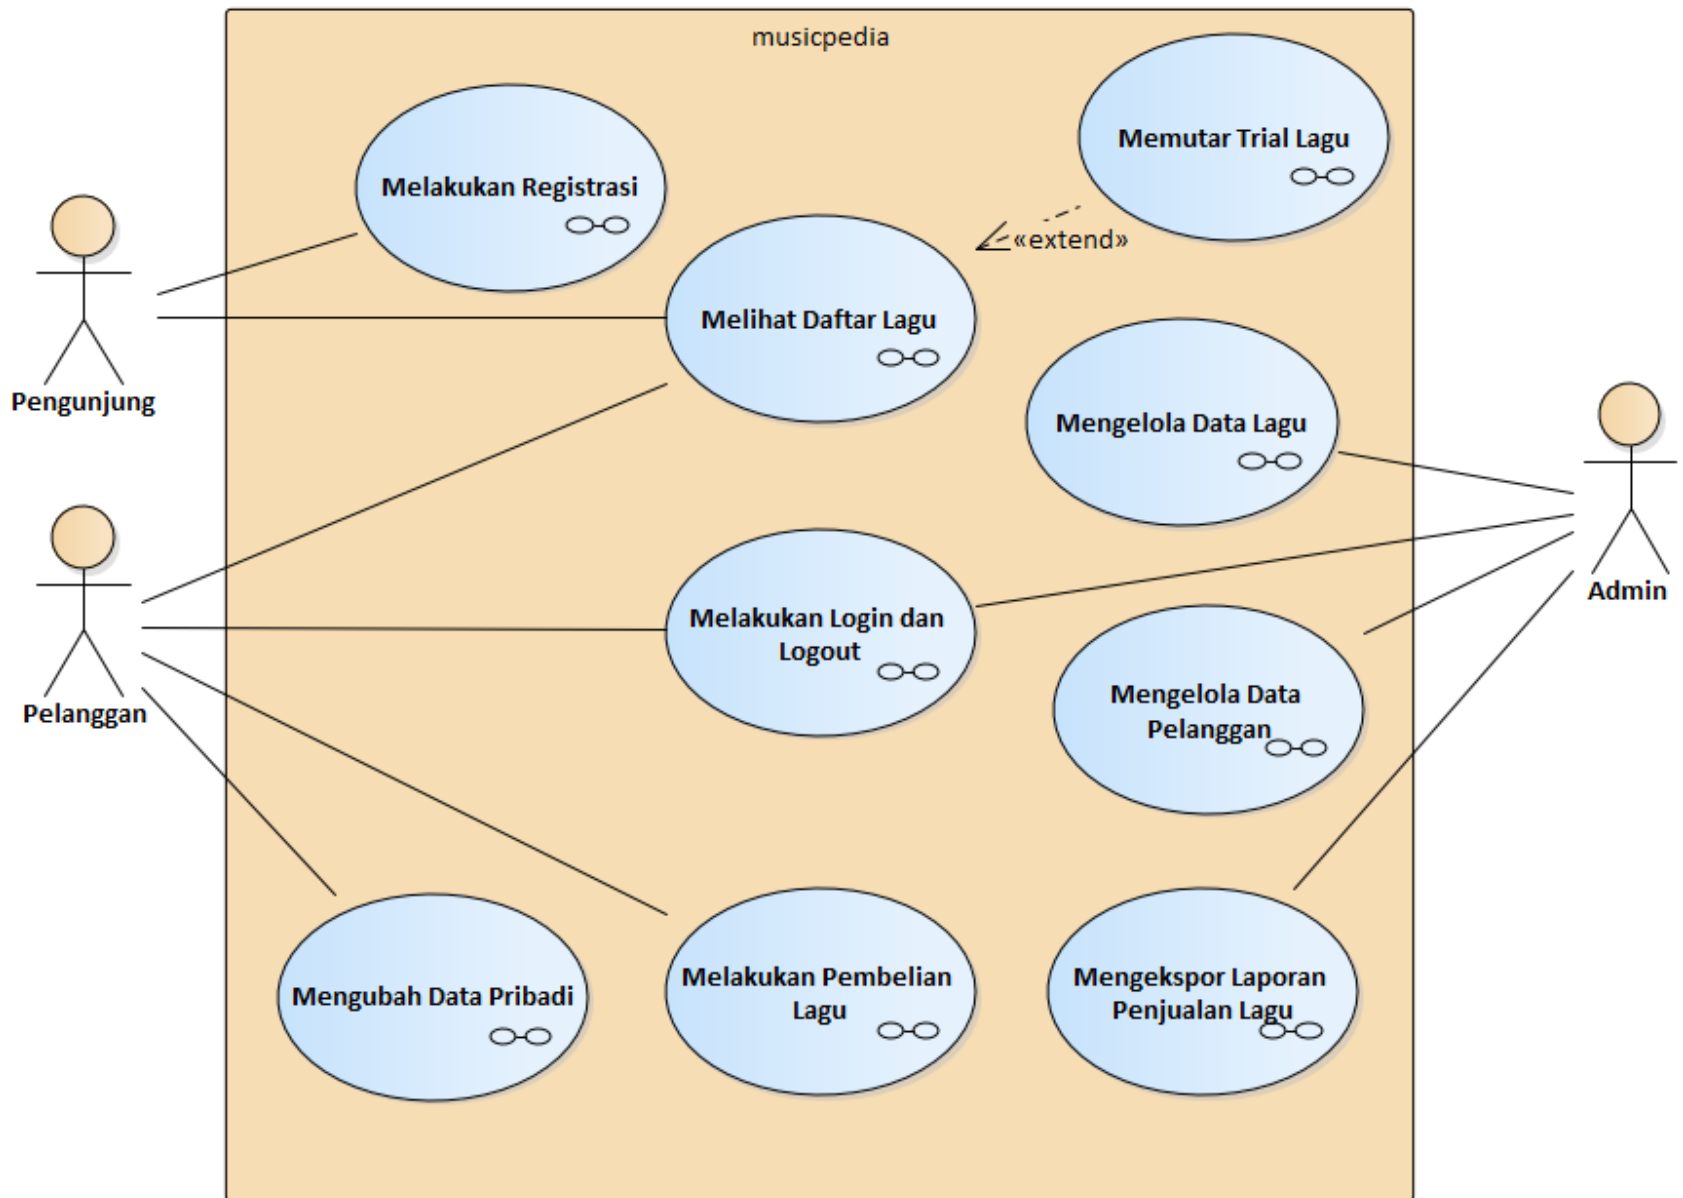 musicpedia
Memutar Trial Lagu
Melakukan Registrasi
«extend»
Melihat Daftar Lagu
Pengunjung
Mengelola Data Lagu
Admin
Melakukan Login dan
Logout
Pelanggan
Mengelola Data
Pelanggan
Mengubah Data Pribadi
Melakukan Pembelian
Lagu
Mengekspor Laporan
Penjualan Lagu